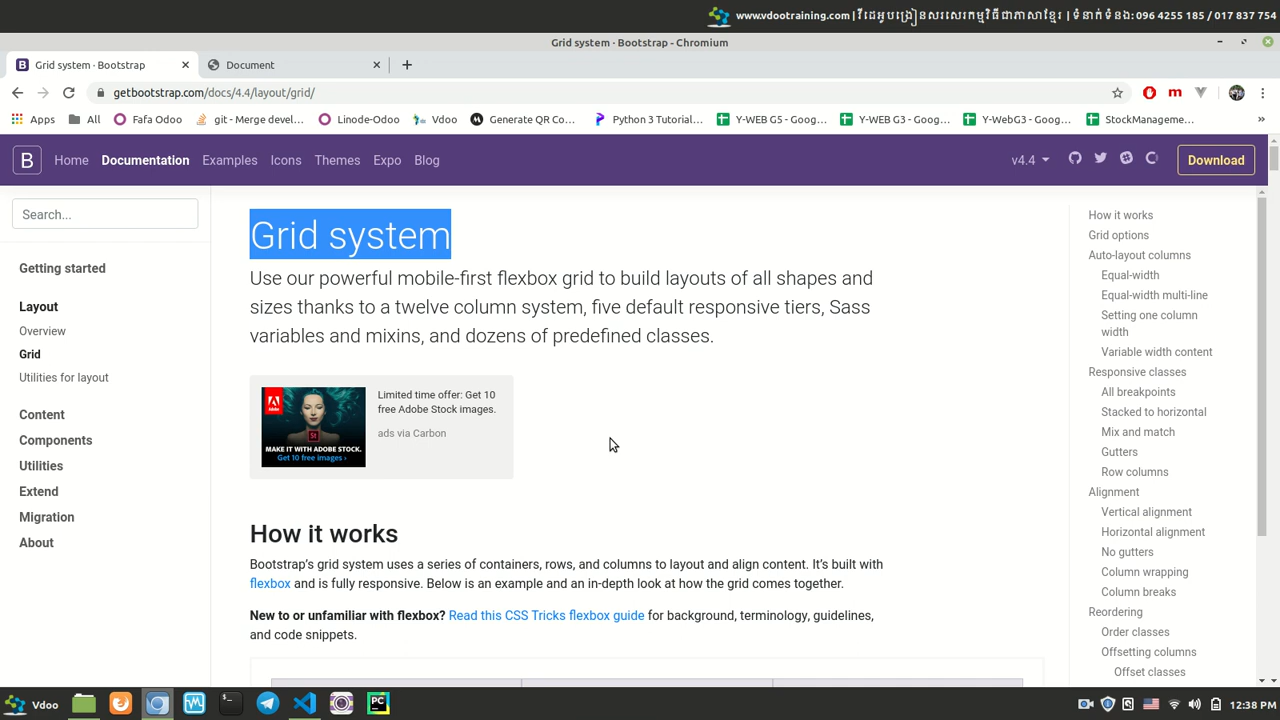 www.vdootraining.com | វីដេអូបង្រៀនសរសេរកម្មវិធីជាភាសាខ្មែរ | ទំនាក់ទំនង: 096 4255 185 / 017 837 754
Grid system · Bootstrap - Chromium
Grid system · Bootstrap
Document
getbootstrap.com/docs/4.4/layout/grid/
Apps All Fafa Odoo git - Merge devel... Linode-Odoo Vdoo Generate QR Co... Python 3 Tutorial... Y-WEB G5 - Goog... Y-WEB G3 - Goog... Y-WebG3 - Goog... StockManageme... »
B Home Documentation Examples Icons Themes Expo Blog v4.4 Download
Search...
Getting started
Layout
Overview
Grid
Utilities for layout
Content
Components
Utilities
Extend
Migration
About
Grid system
Use our powerful mobile-first flexbox grid to build layouts of all shapes and
sizes thanks to a twelve column system, five default responsive tiers, Sass
variables and mixins, and dozens of predefined classes.
Adobe
St
MAKE IT WITH ADOBE STOCK.
Get 10 free images ›
Limited time offer: Get 10
free Adobe Stock images.
ads via Carbon
How it works
Bootstrap's grid system uses a series of containers, rows, and columns to layout and align content. It's built with
flexbox and is fully responsive. Below is an example and an in-depth look at how the grid comes together.
New to or unfamiliar with flexbox? Read this CSS Tricks flexbox guide for background, terminology, guidelines,
and code snippets.
How it works
Grid options
Auto-layout columns
Equal-width
Equal-width multi-line
Setting one column
width
Variable width content
Responsive classes
All breakpoints
Stacked to horizontal
Mix and match
Gutters
Row columns
Alignment
Vertical alignment
Horizontal alignment
No gutters
Column wrapping
Column breaks
Reordering
Order classes
Offsetting columns
Offset classes
Vdoo
PC
12:38 PM